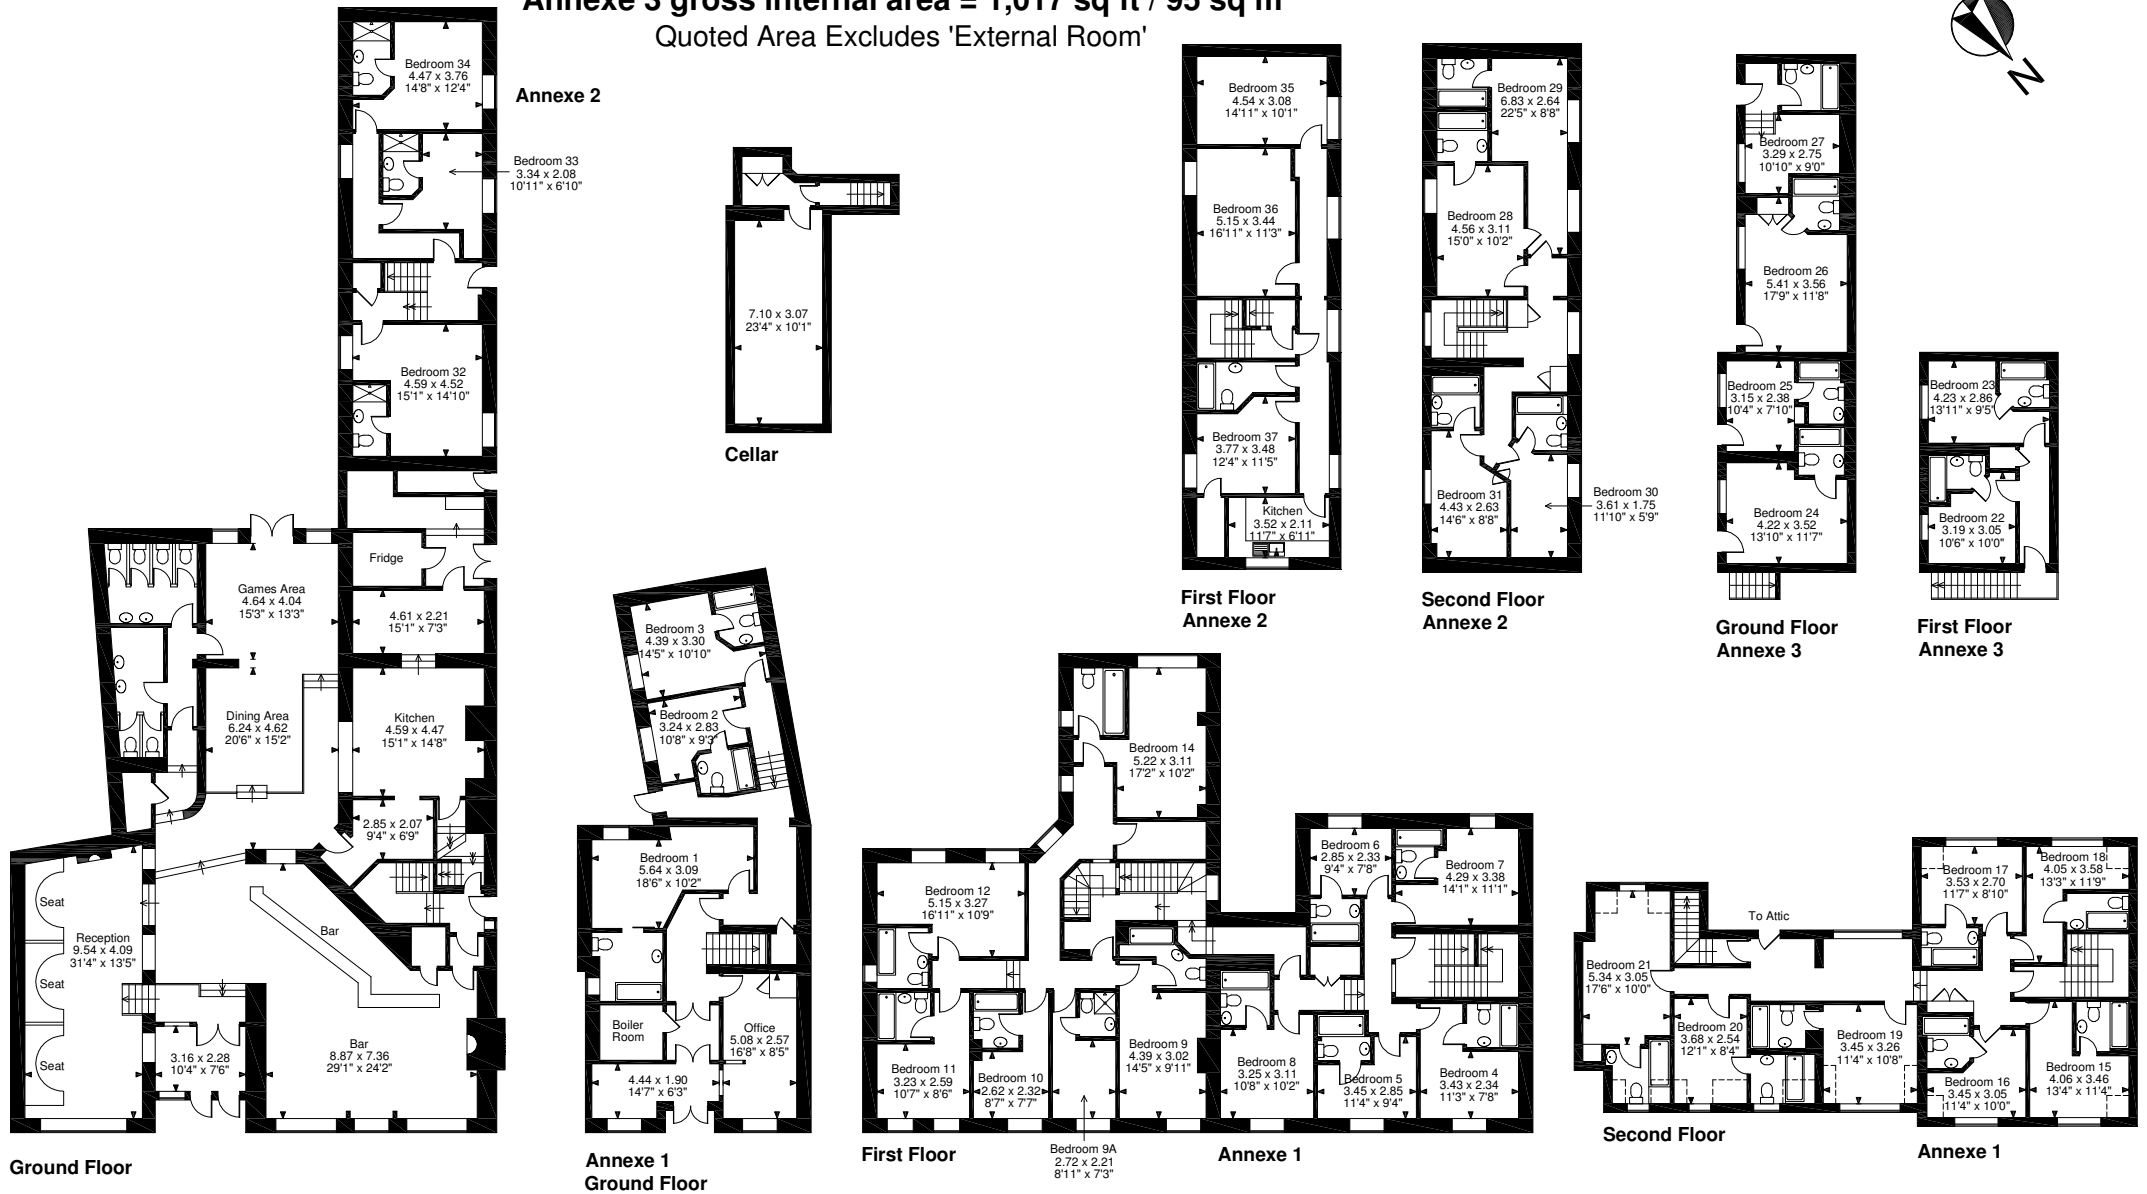 Annexe 3 gross internal area = 1,017 sq ft / 95 sq m
Quoted Area Excludes 'External Room'
N
Bedroom 34
4.47 x 3.76
14'8" x 12'4"
Annexe 2
Bedroom 33
3.34 x 2.08
10'11" x 6'10"
Bedroom 32
4.59 x 4.52
15'1" x 14'10"
Fridge
4.61 x 2.21
15'1" x 7'3"
Games Area
4.64 x 4.04
15'3" x 13'3"
Dining Area
6.24 x 4.62
20'6" x 15'2"
Kitchen
4.59 x 4.47
15'1" x 14'8"
2.85 x 2.07
9'4" x 6'9"
Seat
Seat
Seat
Reception
9.54 x 4.09
31'4" x 13'5"
Bar
3.16 x 2.28
10'4" x 7'6"
Bar
8.87 x 7.36
29'1" x 24'2"
Ground Floor
7.10 x 3.07
23'4" x 10'1"
Cellar
Bedroom 3
4.39 x 3.30
14'5" x 10'10"
Bedroom 2
3.24 x 2.83
10'8" x 9'3"
Bedroom 1
5.64 x 3.09
18'6" x 10'2"
Boiler
Room
Office
5.08 x 2.57
16'8" x 8'5"
4.44 x 1.90
14'7" x 6'3"
Annexe 1
Ground Floor
Bedroom 35
4.54 x 3.08
14'11" x 10'1"
Bedroom 36
5.15 x 3.44
16'11" x 11'3"
Bedroom 37
3.77 x 3.48
12'4" x 11'5"
Kitchen
3.52 x 2.11
11'7" x 6'11"
First Floor
Annexe 2
Bedroom 29
6.83 x 2.64
22'5" x 8'8"
Bedroom 28
4.56 x 3.11
15'0" x 10'2"
Bedroom 31
4.43 x 2.63
14'6" x 8'8"
Bedroom 30
3.61 x 1.75
11'10" x 5'9"
Second Floor
Annexe 2
Bedroom 27
3.29 x 2.75
10'10" x 9'0"
Bedroom 26
5.41 x 3.56
17'9" x 11'8"
Bedroom 25
3.15 x 2.38
10'4" x 7'10"
Bedroom 24
4.22 x 3.52
13'10" x 11'7"
Ground Floor
Annexe 3
Bedroom 23
4.23 x 2.86
13'11" x 9'5"
Bedroom 22
3.19 x 3.05
10'6" x 10'0"
First Floor
Annexe 3
Bedroom 14
5.22 x 3.11
17'2" x 10'2"
Bedroom 12
5.15 x 3.27
16'11" x 10'9"
Bedroom 6
2.85 x 2.33
9'4" x 7'8"
Bedroom 7
4.29 x 3.38
14'1" x 11'1"
Bedroom 11
3.23 x 2.59
10'7" x 8'6"
Bedroom 10
2.62 x 2.32
8'7" x 7'7"
Bedroom 9
4.39 x 3.02
14'5" x 9'11"
Bedroom 8
3.25 x 3.11
10'8" x 10'2"
Bedroom 5
3.45 x 2.85
11'4" x 9'4"
Bedroom 4
3.43 x 2.34
11'3" x 7'8"
First Floor
Bedroom 9A
2.72 x 2.21
8'11" x 7'3"
Annexe 1
To Attic
Bedroom 21
5.34 x 3.05
17'6" x 10'0"
Bedroom 20
3.68 x 2.54
12'1" x 8'4"
Bedroom 19
3.45 x 3.26
11'4" x 10'8"
Bedroom 17
3.53 x 2.70
11'7" x 8'10"
Bedroom 18
4.05 x 3.58
13'3" x 11'9"
Bedroom 16
3.45 x 3.05
11'4" x 10'0"
Bedroom 15
4.06 x 3.46
13'4" x 11'4"
Second Floor
Annexe 1